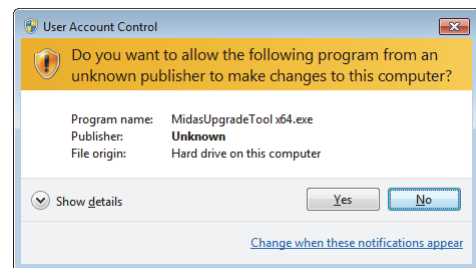 User Account Control
Do you want to allow the following program from an
unknown publisher to make changes to this computer?
Program name: MidasUpgradeTool x64.exe
Publisher: Unknown
File origin: Hard drive on this computer
Show details Yes No
Change when these notifications appear